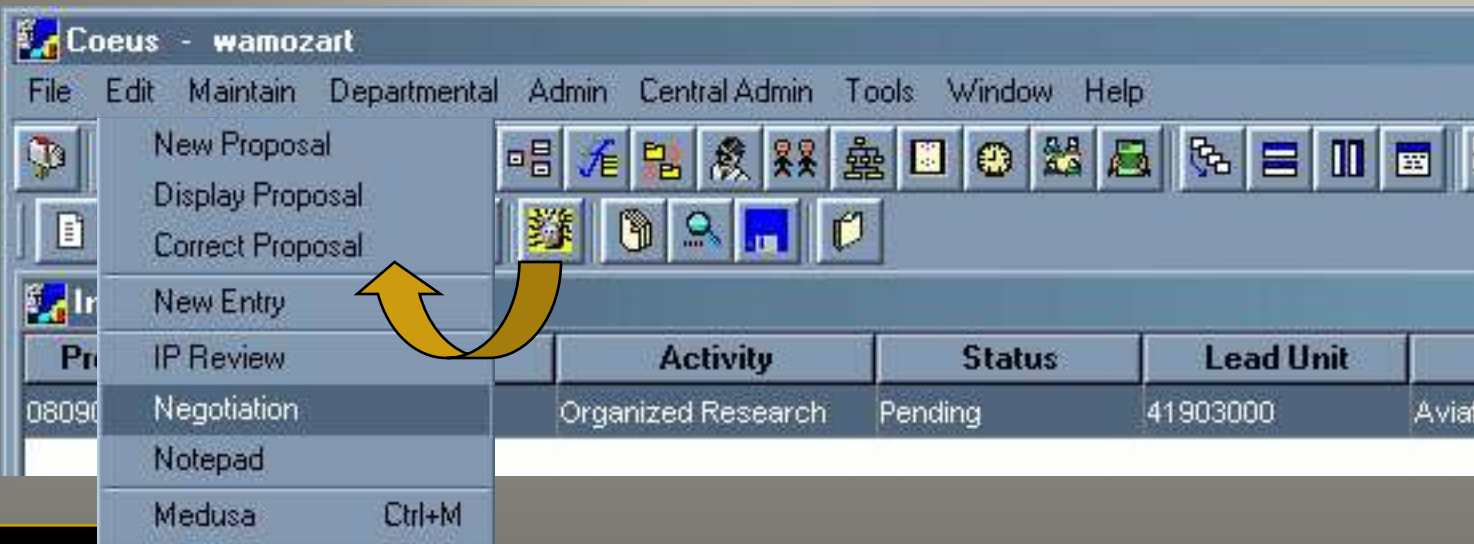 Coeus - wamozart
File Edit Maintain Departmental Admin Central Admin Tools Window Help
New Proposal
Display Proposal
Correct Proposal
New Entry
IP Review
Activity Status Lead Unit
Negotiation
Organized Research Pending 41903000
Notepad
Medusa Ctrl+M